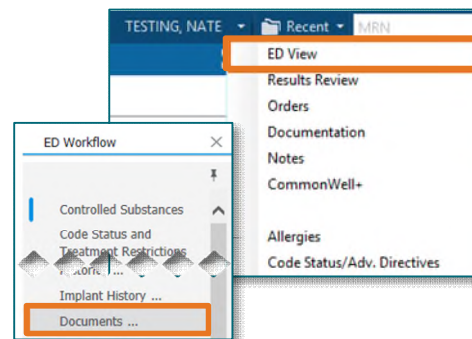 TESTING, NATE Recent MRN
ED View
Results Review
Orders
Documentation
Notes
CommonWell+
Allergies
Code Status/Adv. Directives
ED Workflow
Controlled Substances
Code Status and
Treatment Restrictions
Implant History ...
Documents ...